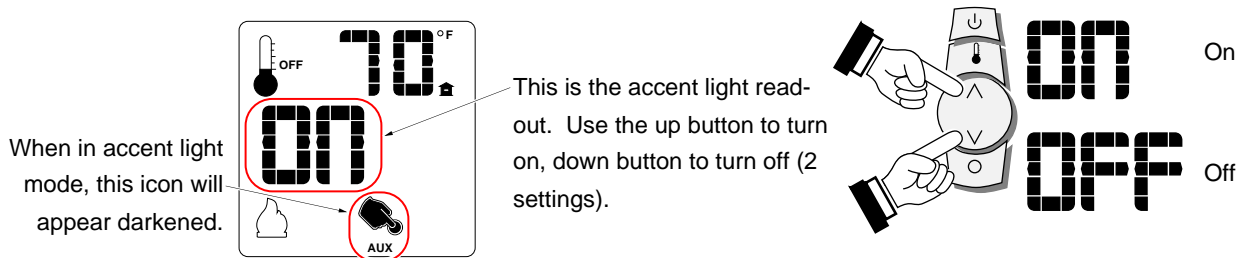 When in accent light
mode, this icon will
appear darkened.
OFF
70°F
ON
AUX
This is the accent light read-
out.  Use the up button to turn
on, down button to turn off (2
settings).
ON
On
OFF
Off